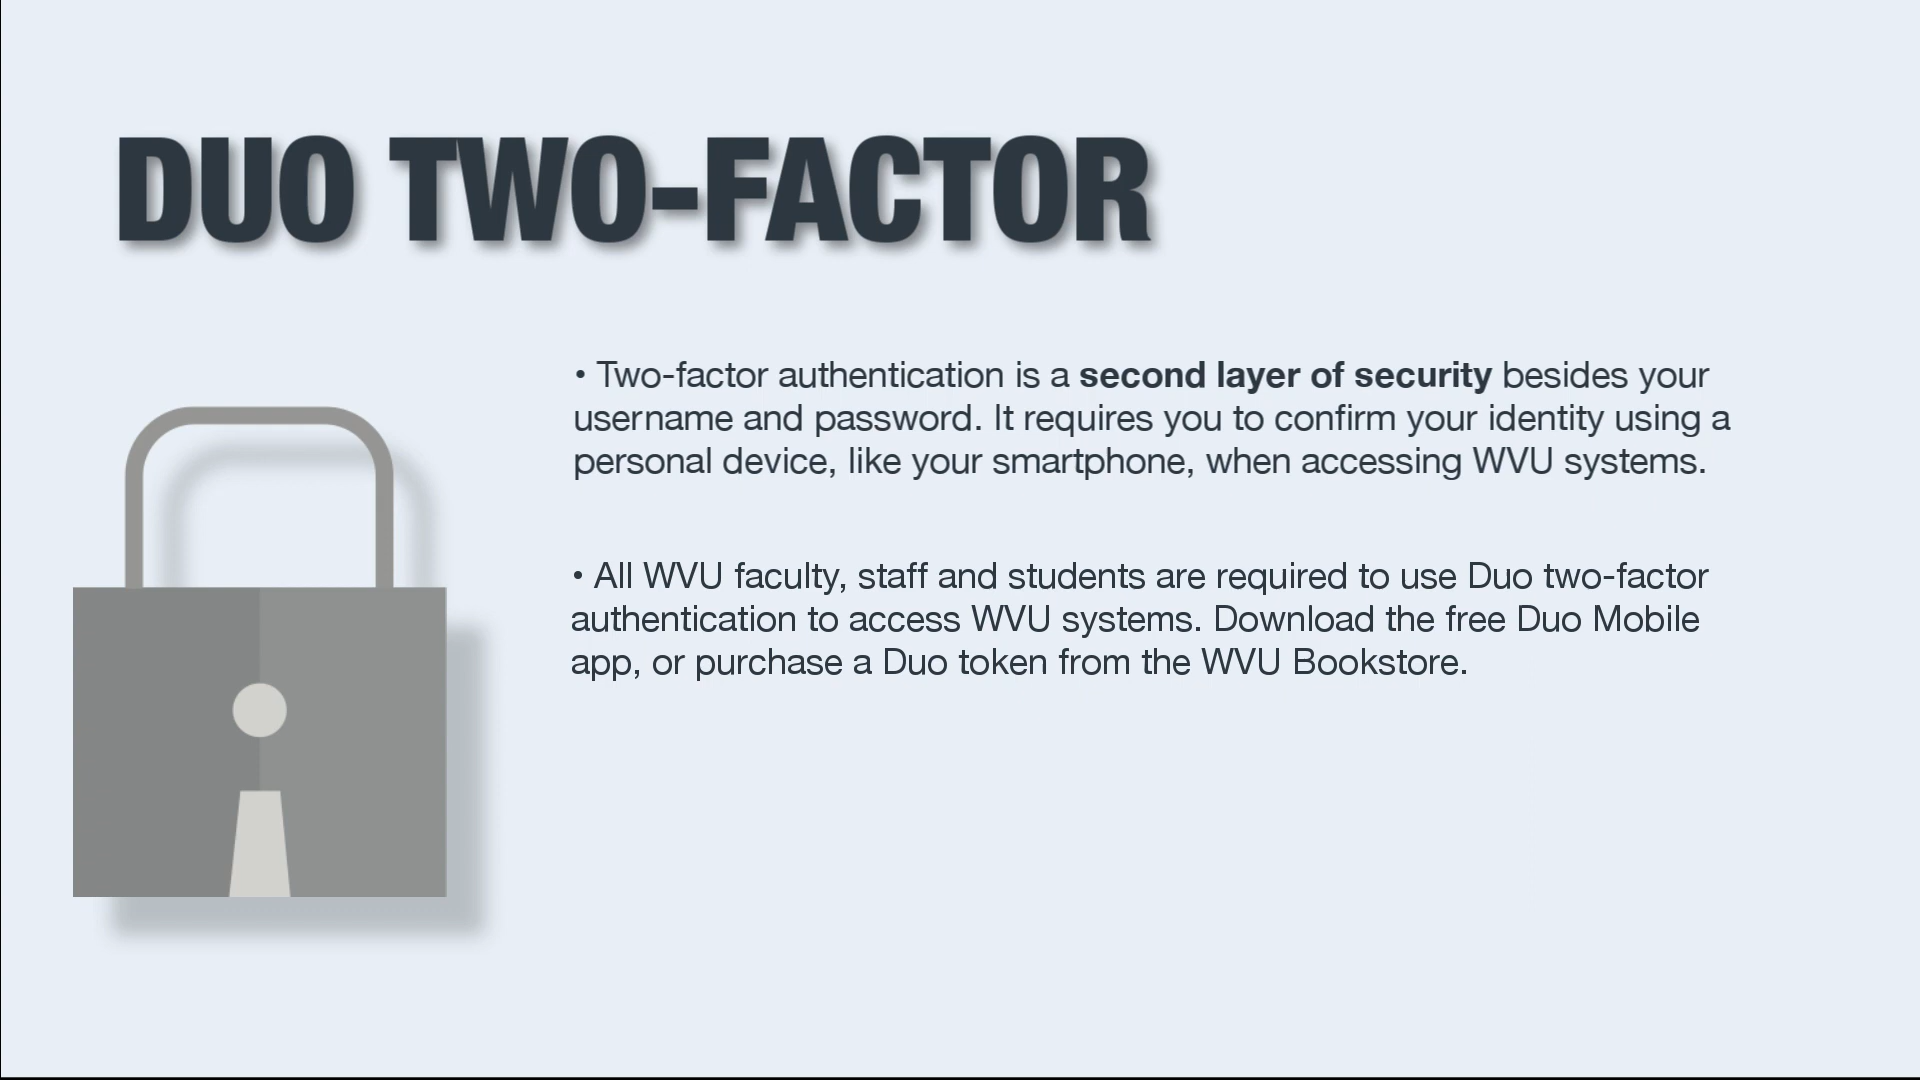 DUO TWO-FACTOR
• Two-factor authentication is a second layer of security besides your
username and password. It requires you to confirm your identity using a
personal device, like your smartphone, when accessing WVU systems.
• All WVU faculty, staff and students are required to use Duo two-factor
authentication to access WVU systems. Download the free Duo Mobile
app, or purchase a Duo token from the WVU Bookstore.